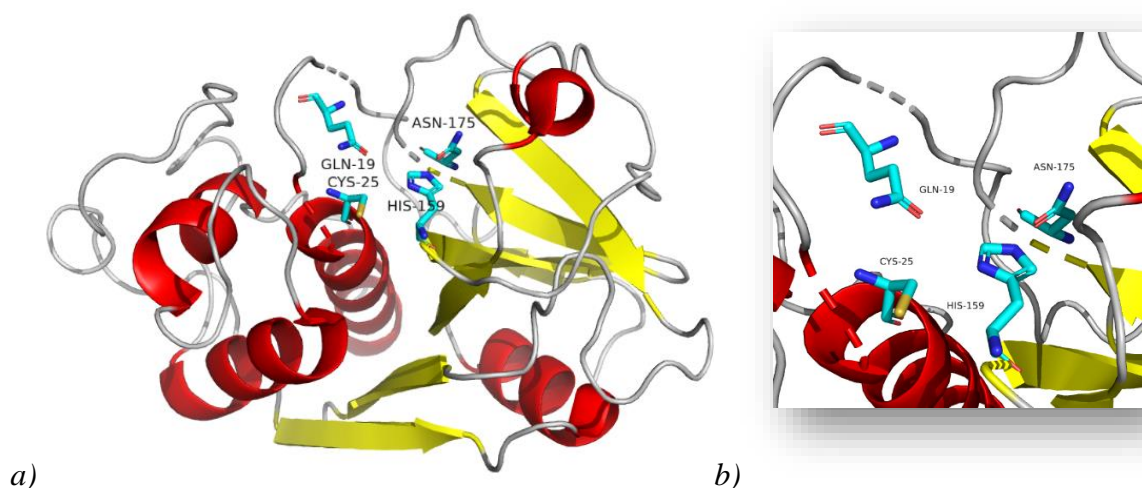 ASN-175
GLN-19
CYS-25
HIS-159
a)
ASN-175
GLN-19
CYS-25
HIS-159
b)